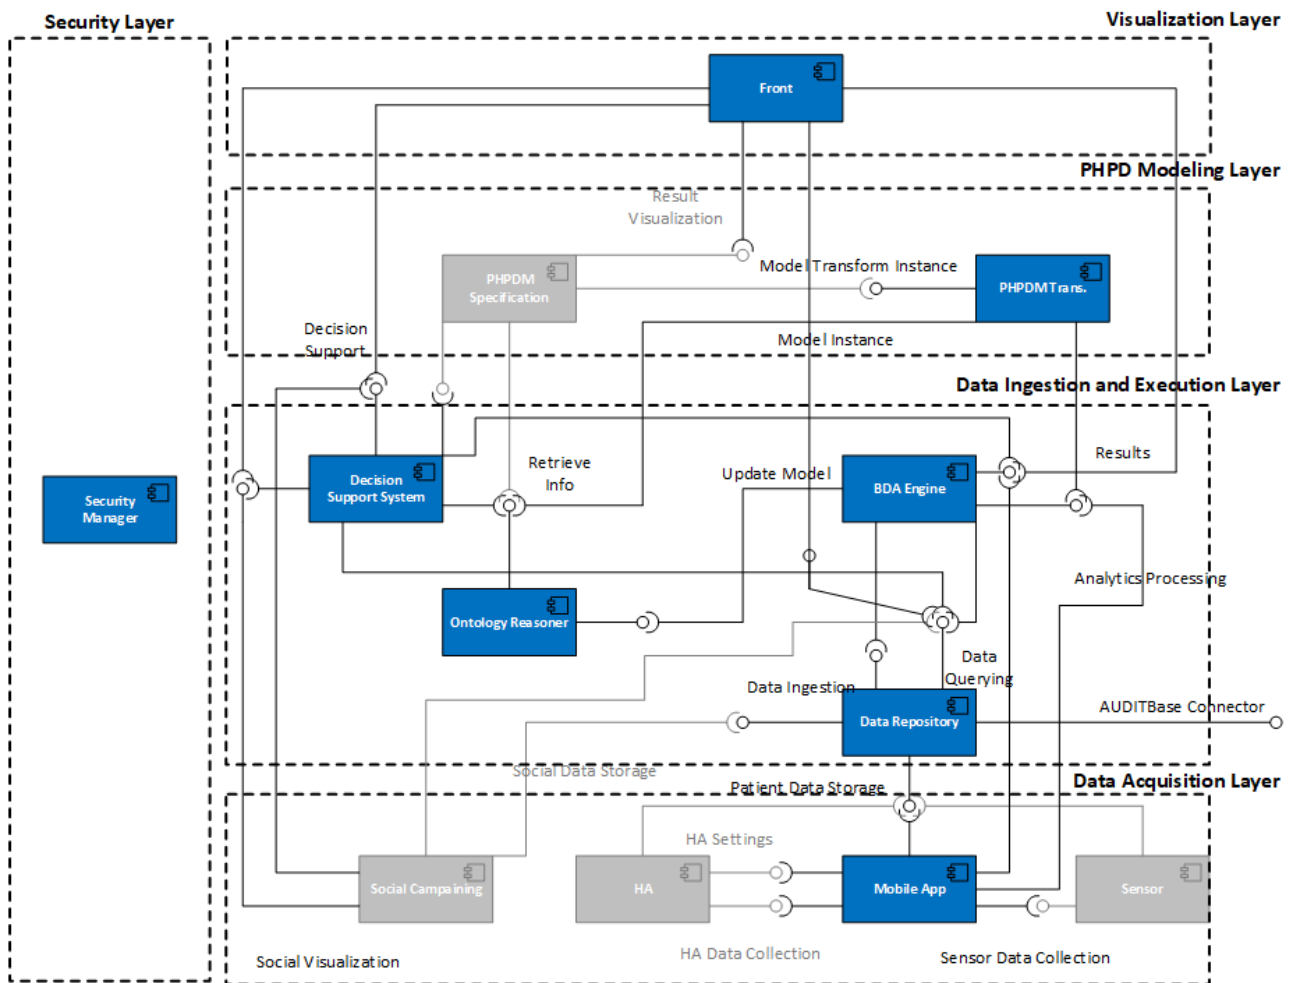 Security Layer
Visualization Layer
Front
PHPD Modeling Layer
Result
Visualization
PHPDM
Specification
Model Transform Instance
PHPDMTrans.
Decision
Support
Model Instance
Data Ingestion and Execution Layer
Decision
Support System
Retrieve
Info
Update Model
BDA Engine
Results
Security
Manager
Analytics Processing
Ontology Reasoner
Data
Querying
Data Ingestion
Data Repository
AUDITBase Connector
Social Data Storage
Data Acquisition Layer
Patient Data Storage
HA Settings
Social Campaining
HA
Mobile App
Sensor
Social Visualization
HA Data Collection
Sensor Data Collection